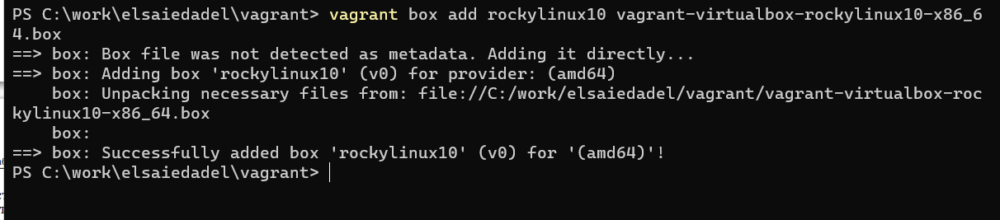 PS C:\work\elsaiedadel\vagrant> vagrant box add rockylinux10 vagrant-virtualbox-rockylinux10-x86_6
4.box
==> box: Box file was not detected as metadata. Adding it directly...
==> box: Adding box 'rockylinux10' (v0) for provider: (amd64)
    box: Unpacking necessary files from: file://C:/work/elsaiedadel/vagrant/vagrant-virtualbox-roc
kylinux10-x86_64.box
    box:
==> box: Successfully added box 'rockylinux10' (v0) for '(amd64)'!
PS C:\work\elsaiedadel\vagrant>